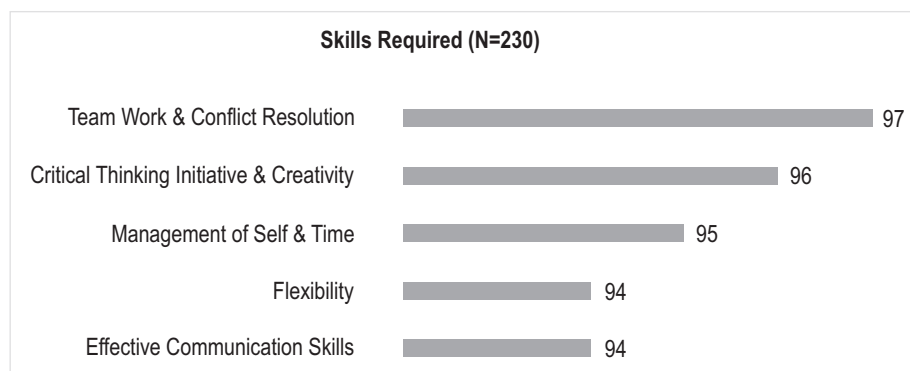 Skills Required (N=230)
Team Work & Conflict Resolution 97
Critical Thinking Initiative & Creativity 96
Management of Self & Time 95
Flexibility 94
Effective Communication Skills 94